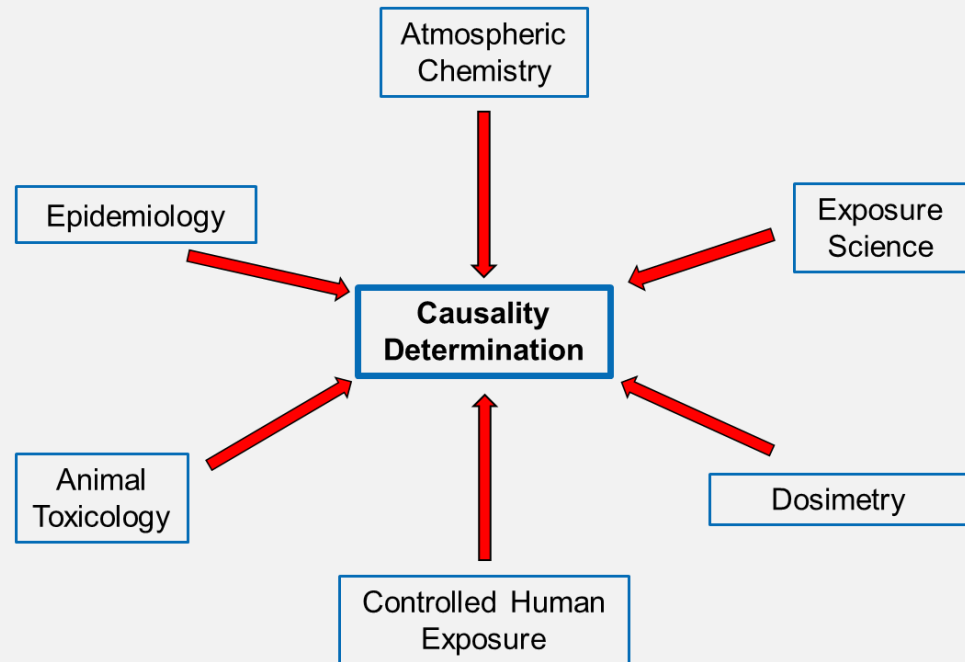 Atmospheric
Chemistry
Epidemiology
Exposure
Science
Causality
Determination
Animal
Toxicology
Dosimetry
Controlled Human
Exposure